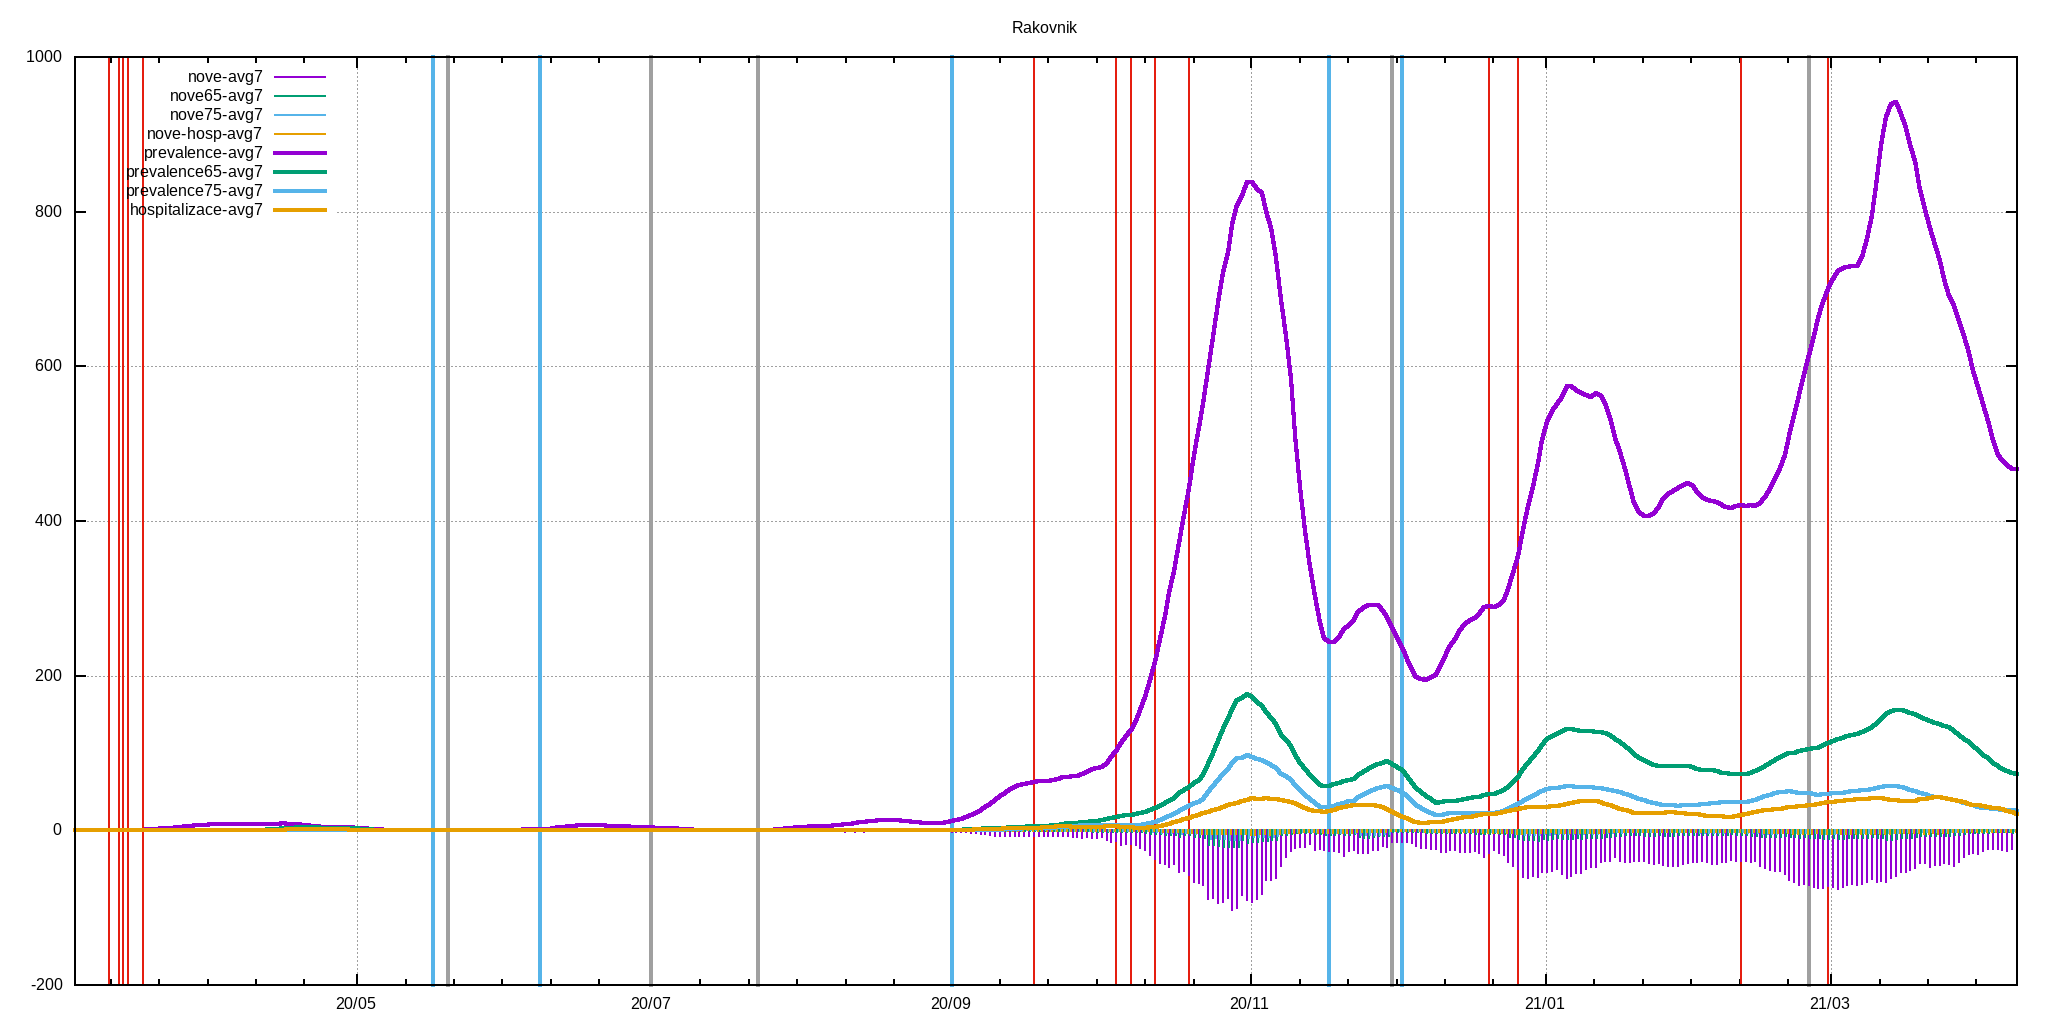 Rakovnik
1000
800
600
400
200
0
-200
nove-avg7
nove65-avg7
nove75-avg7
nove-hosp-avg7
prevalence-avg7
prevalence65-avg7
prevalence75-avg7
hospitalizace-avg7
20/05
20/07
20/09
20/11
21/01
21/03